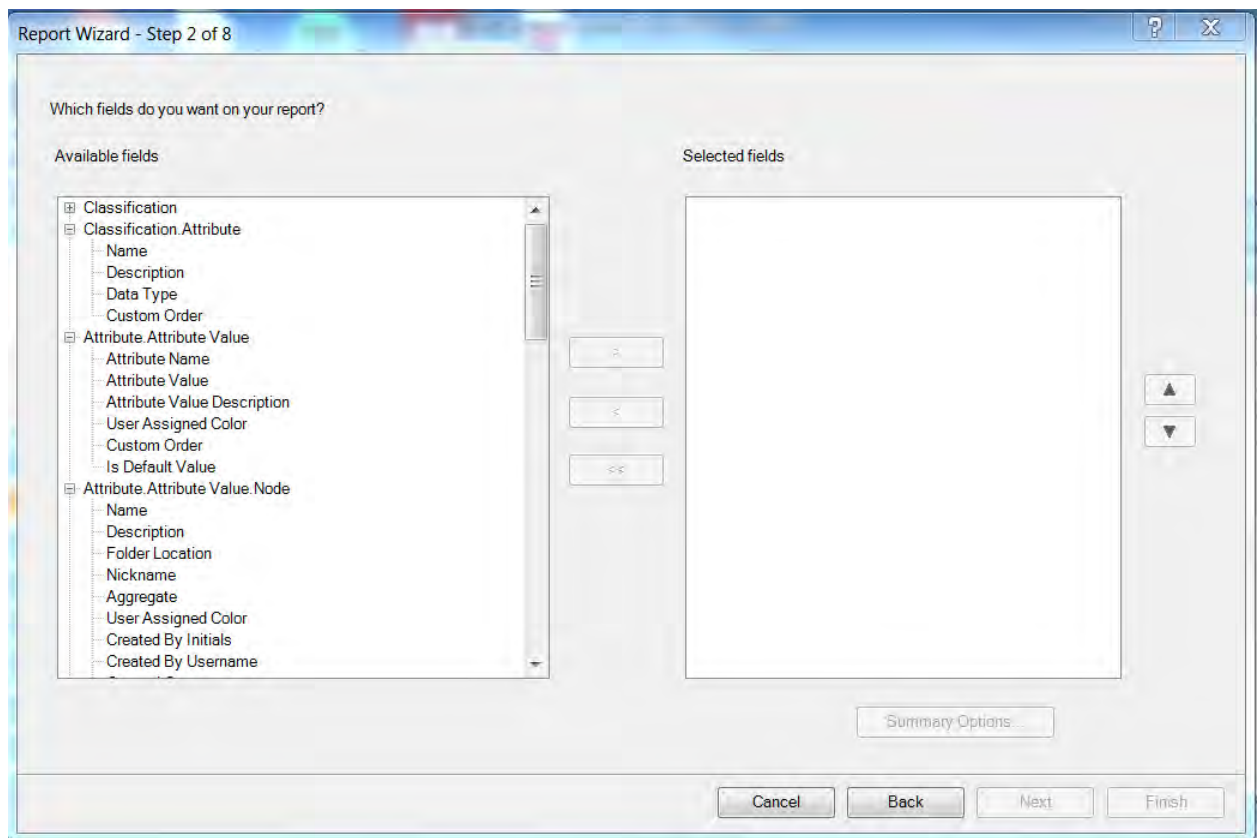 Report Wizard - Step 2 of 8
Which fields do you want on your report?
Available fields
Selected fields
Classification
Classification.Attribute
Name
Description
Data Type
Custom Order
Attribute.Attribute Value
Attribute Name
Attribute Value
Attribute Value Description
User Assigned Color
Custom Order
Is Default Value
Attribute.Attribute Value.Node
Name
Description
Folder Location
Nickname
Aggregate
User Assigned Color
Created By Initials
Created By Username
>
<
<<
Summary Options...
Cancel
Back
Next
Finish